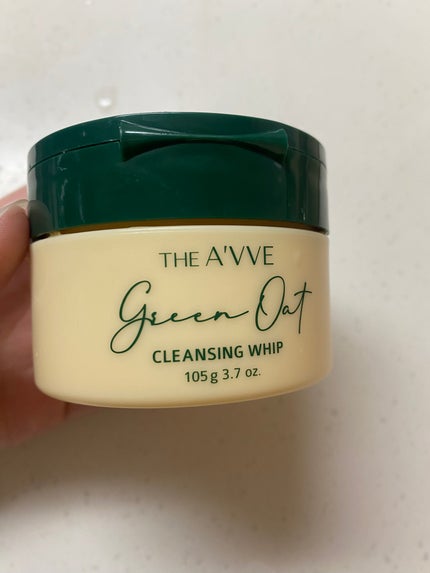 THE A'VVE
Green Oat
CLEANSING WHIP
105g 3.7 oz.